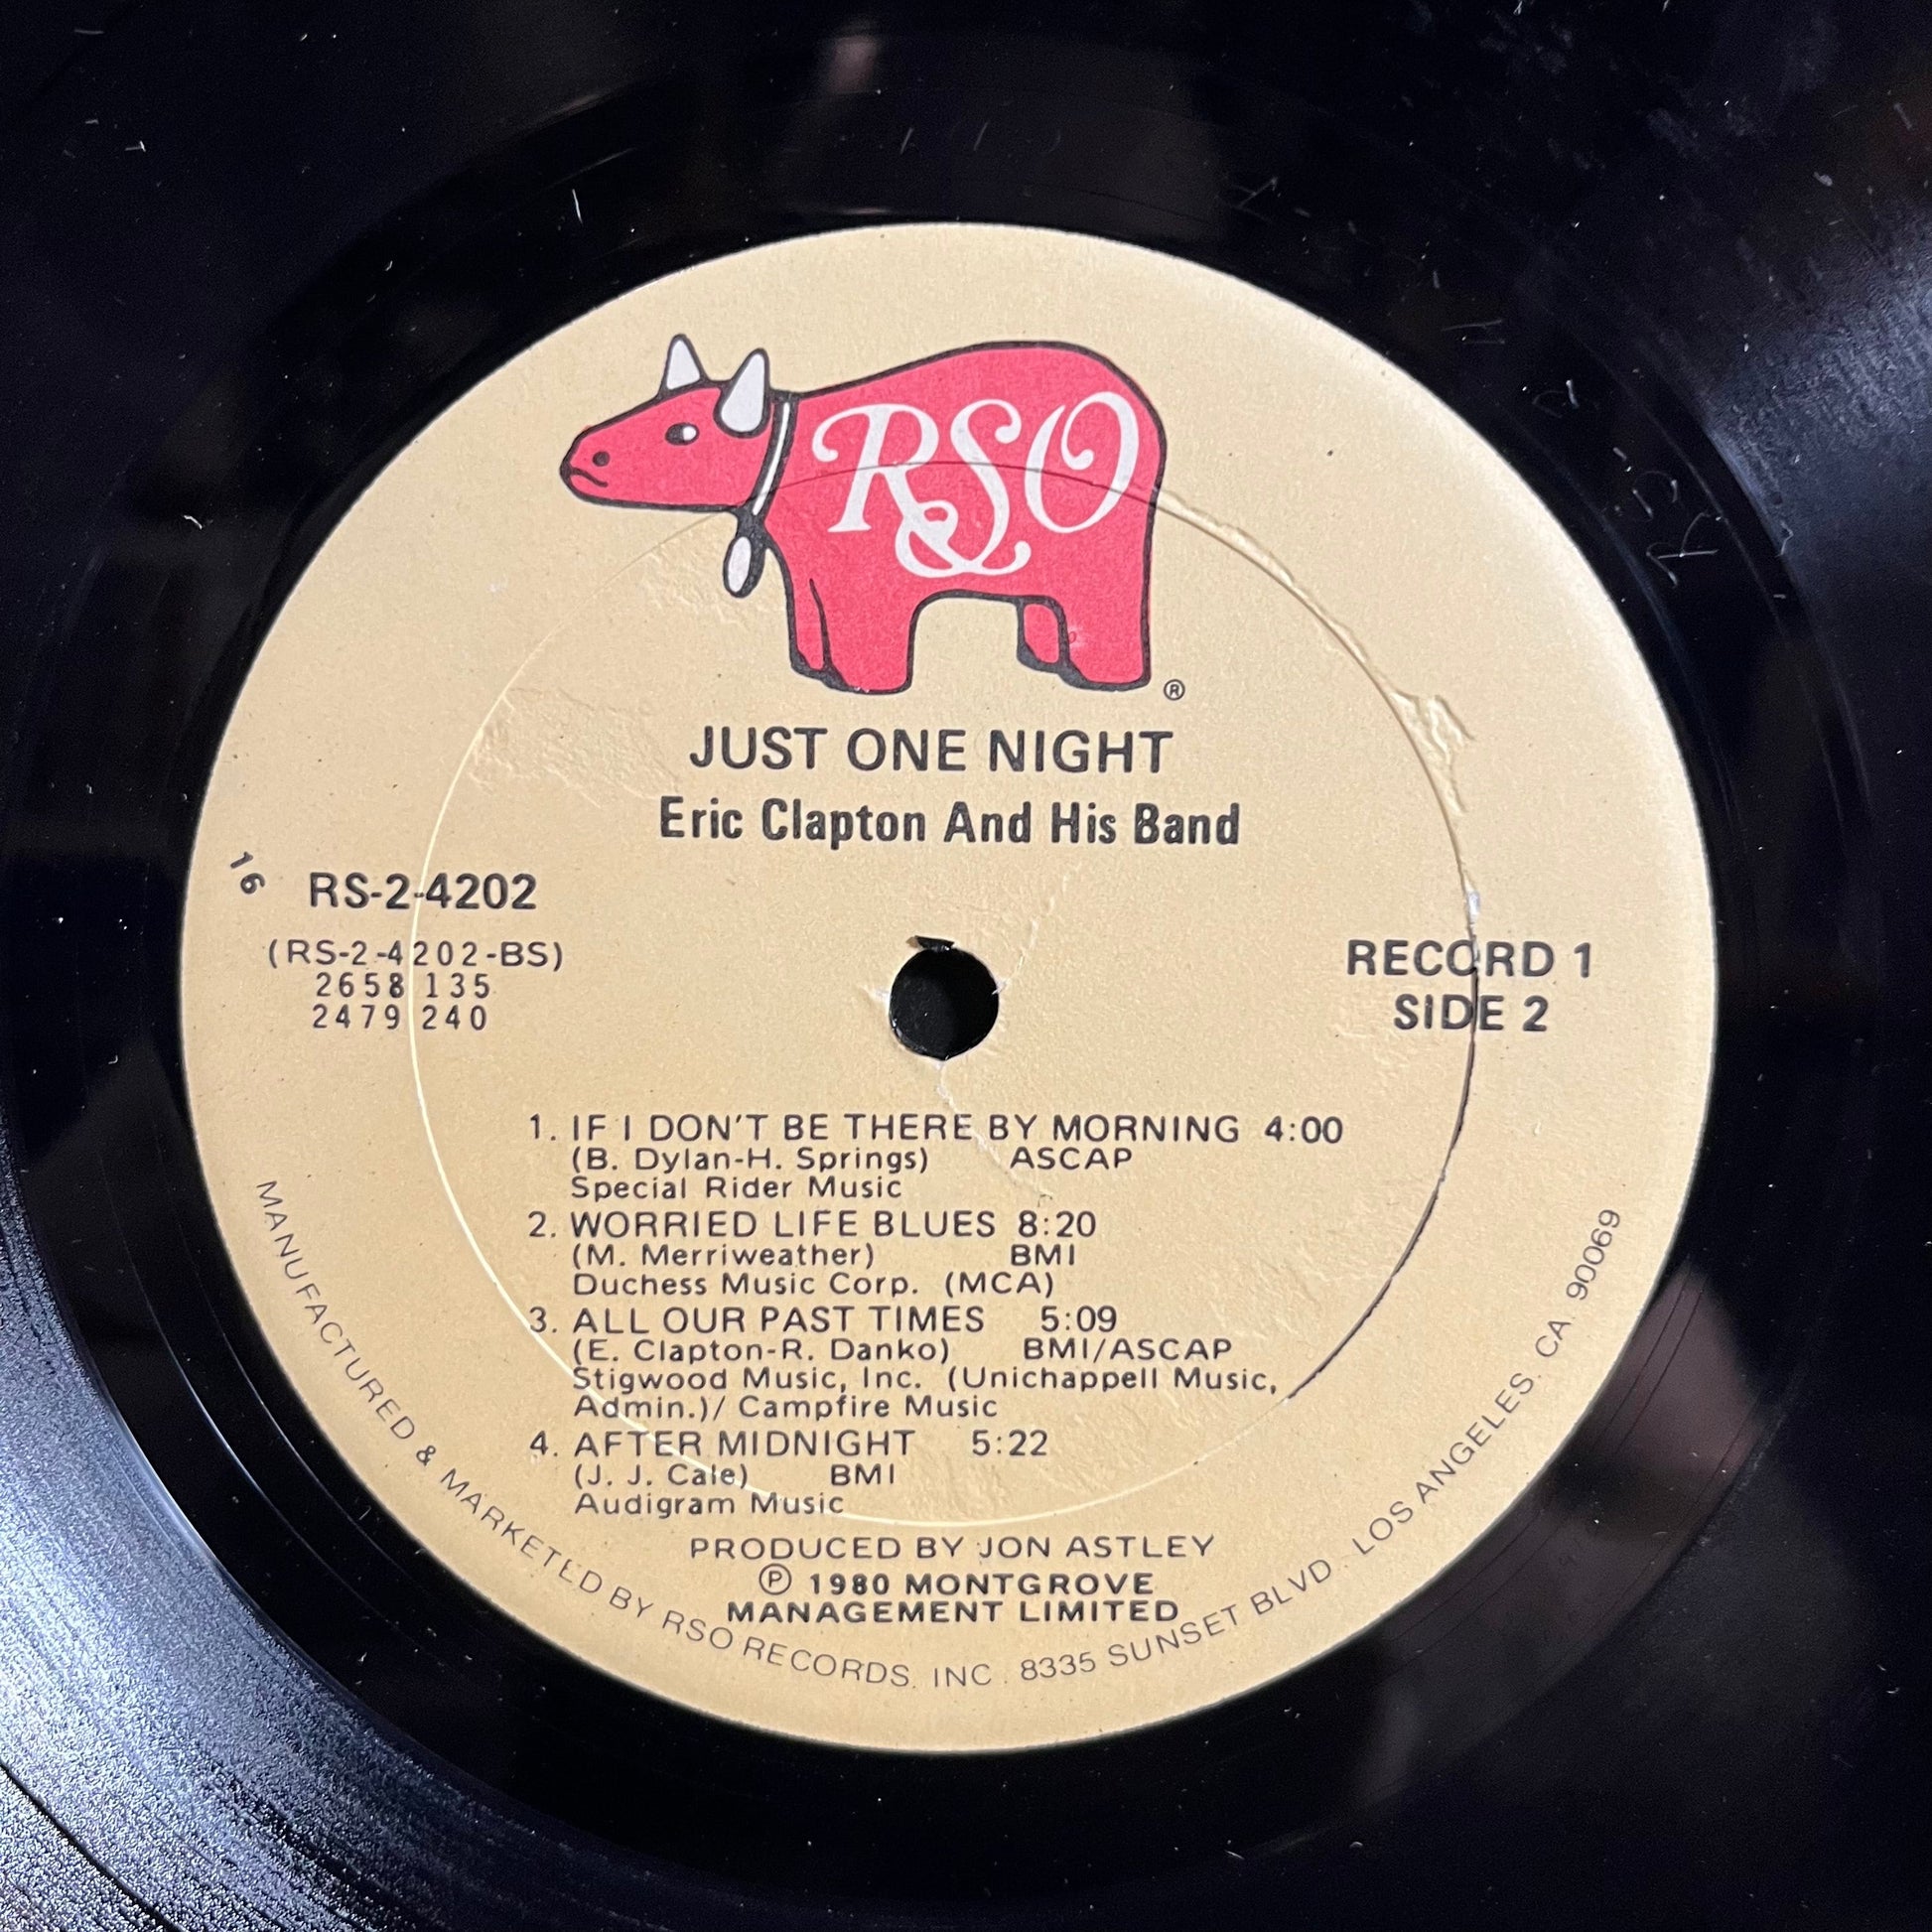 RSO
®
JUST ONE NIGHT
Eric Clapton And His Band
16
RS-2-4202
(RS-2-4202-BS)
2658 135
2479 240
RECORD 1
SIDE 2
1. IF I DON'T BE THERE BY MORNING 4:00
(B. Dylan-H. Springs) ASCAP
Special Rider Music
2. WORRIED LIFE BLUES 8:20
(M. Merriweather) BMI
Duchess Music Corp. (MCA)
3. ALL OUR PAST TIMES 5:09
(E. Clapton-R. Danko) BMI/ASCAP
Stigwood Music, Inc. (Unichappell Music,
Admin.)/ Campfire Music
4. AFTER MIDNIGHT 5:22
(J. J. Cale) BMI
Audigram Music
PRODUCED BY JON ASTLEY
℗ 1980 MONTGROVE
MANAGEMENT LIMITED
MANUFACTURED & MARKETED BY RSO RECORDS, INC. 8335 SUNSET BLVD. LOS ANGELES, CA. 90069